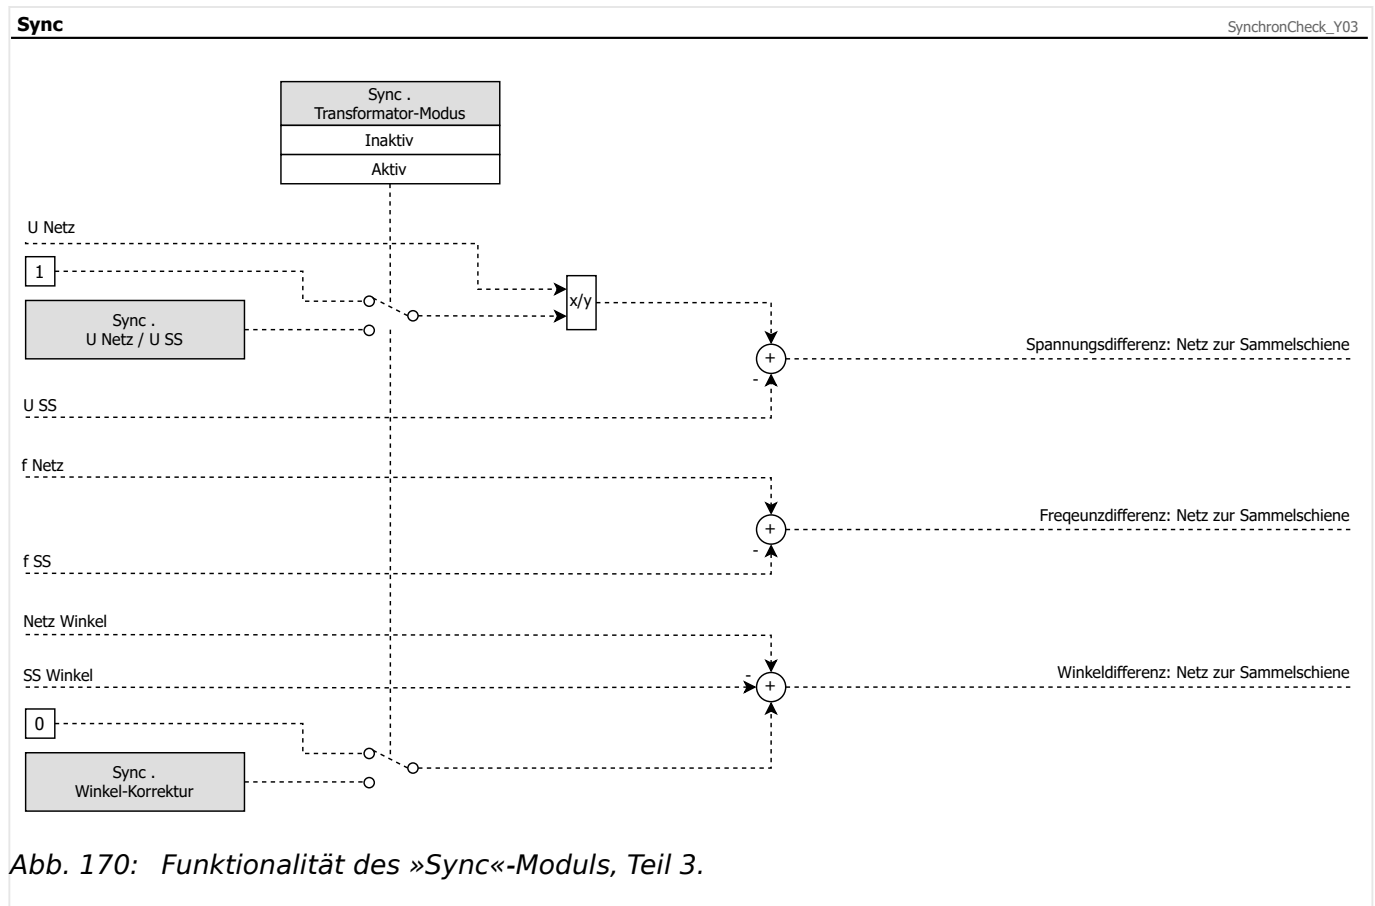 Sync
SynchronCheck_Y03
Sync .
Transformator-Modus
Inaktiv
Aktiv
U Netz
1
x/y
Sync .
U Netz / U SS
Spannungsdifferenz: Netz zur Sammelschiene
+
-
U SS
f Netz
Freqeunzdifferenz: Netz zur Sammelschiene
+
-
f SS
Netz Winkel
SS Winkel
-
+
Winkeldifferenz: Netz zur Sammelschiene
0
Sync .
Winkel-Korrektur
Abb. 170: Funktionalität des »Sync«-Moduls, Teil 3.